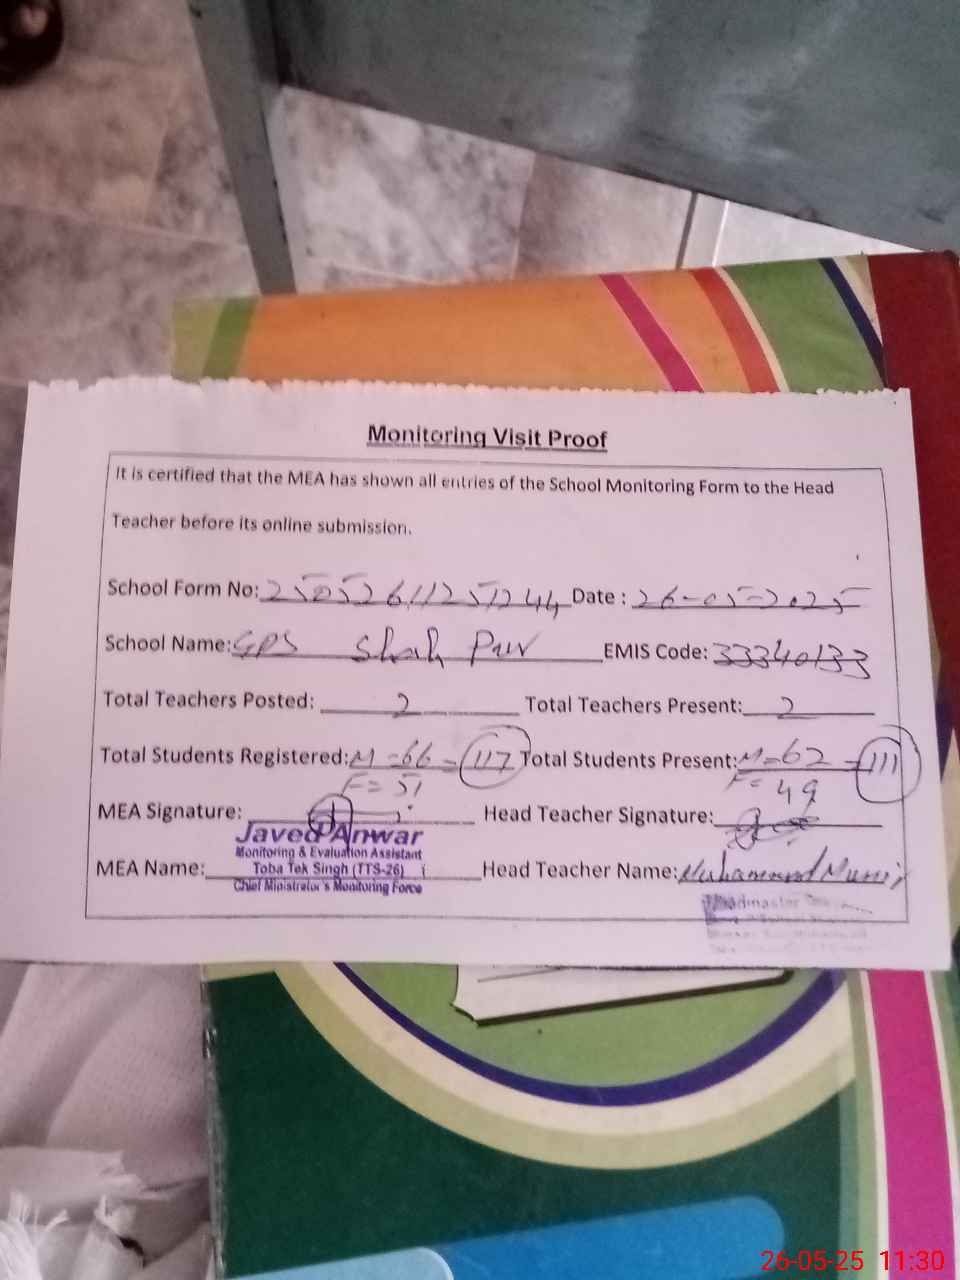 Monitoring Visit Proof
It is certified that the MEA has shown all entries of the School Monitoring Form to the Head
Teacher before its online submission.
School Form No: 25052611251244 Date : 26-05-2025
School Name: GPS Shah Pur EMIS Code: 33340133
Total Teachers Posted: 2 Total Teachers Present: 2
Total Students Registered: M=66 = 117 Total Students Present: M=62 = 111
F=51 F=49
MEA Signature: Head Teacher Signature:
Javed Anwar
Monitoring & Evaluation Assistant
MEA Name: Toba Tek Singh (TTS-26) Head Teacher Name: Muhammad Munir
Chief Minister's Monitoring Force
Headmaster
26-05-25 11:30